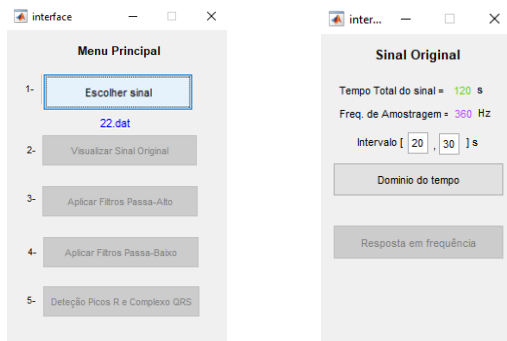 interface
Menu Principal
1- Escolher sinal
22.dat
2- Visualizar Sinal Original
3- Aplicar Filtros Passa-Alto
4- Aplicar Filtros Passa-Baixo
5- Deteção Picos R e Complexo QRS
inter...
Sinal Original
Tempo Total do sinal = 120 s
Freq. de Amostragem = 360 Hz
Intervalo [ 20 , 30 ] s
Dominio do tempo
Resposta em frequência